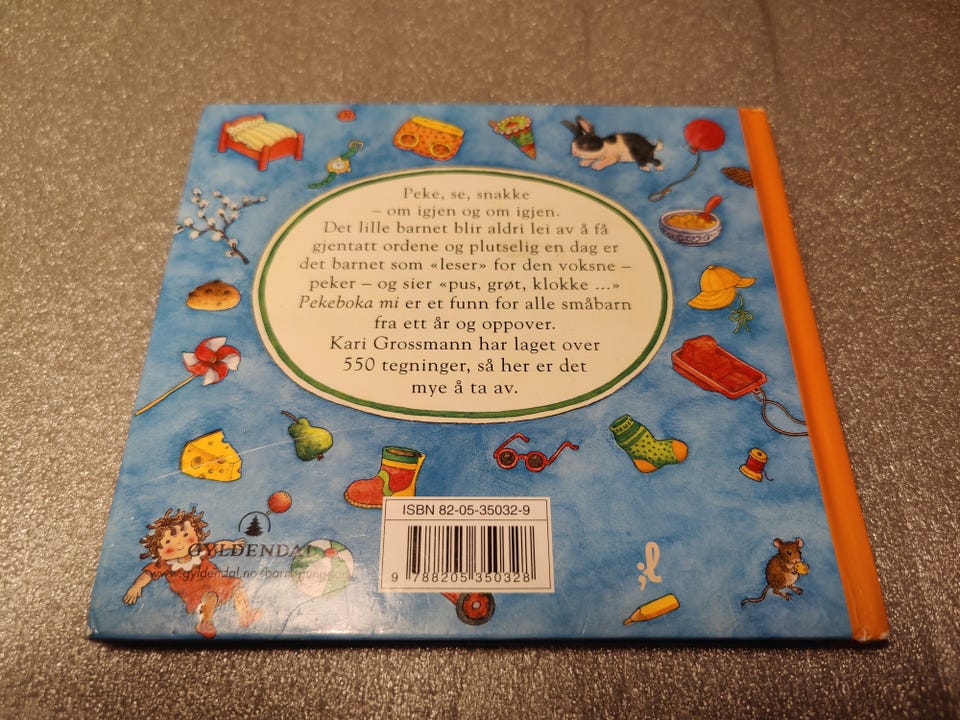 Peke, se, snakke
– om igjen og om igjen.
Det lille barnet blir aldri lei av å få
gjentatt ordene og plutselig en dag er
det barnet som «leser» for den voksne –
peker – og sier «pus, grøt, klokke ...»
Pekeboka mi er et funn for alle småbarn
fra ett år og oppover.
Kari Grossmann har laget over
550 tegninger, så her er det
mye å ta av.
ISBN 82-05-35032-9
9 788205 350328
GYLDENDAL